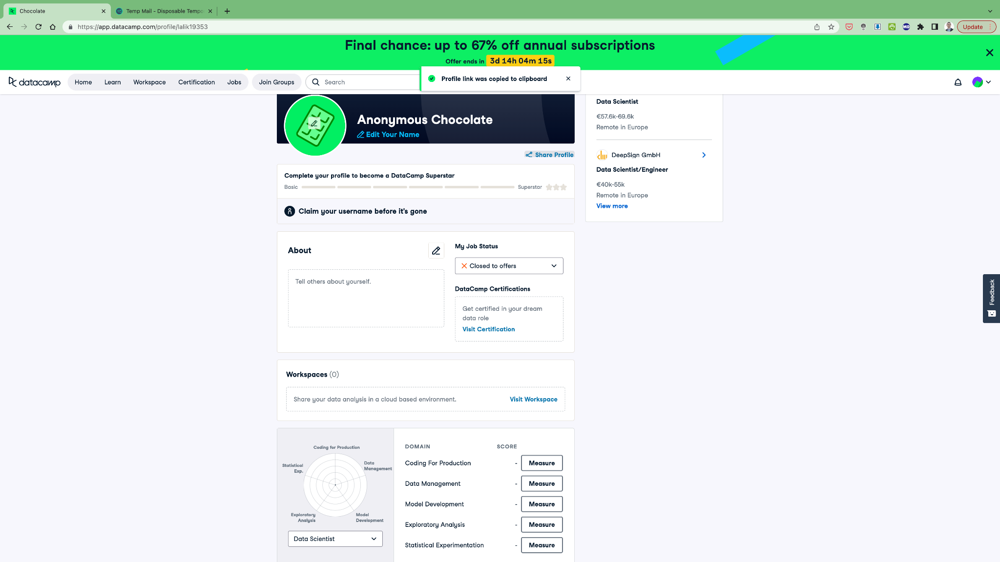 Chocolate
Temp Mail - Disposable Tempo
https://app.datacamp.com/profile/lalik19353
MD
Update
Final chance: up to 67% off annual subscriptions
Offer ends in 3d 14h 04m 15s
datacamp
Home
Learn
Workspace
Certification
Jobs
Join Groups
Search
Profile link was copied to clipboard
Anonymous Chocolate
Edit Your Name
Share Profile
Complete your profile to become a DataCamp Superstar
Basic
Superstar
Claim your username before it's gone
About
Tell others about yourself.
My Job Status
Closed to offers
DataCamp Certifications
Get certified in your dream
data role
Visit Certification
Workspaces (0)
Share your data analysis in a cloud based environment.
Visit Workspace
Coding for Production
Data
Management
Model
Development
Exploratory
Analysis
Statistical
Exp.
Data Scientist
DOMAIN SCORE
Coding For Production - Measure
Data Management - Measure
Model Development - Measure
Exploratory Analysis - Measure
Statistical Experimentation - Measure
Data Scientist
€57.6k-69.6k
Remote in Europe
DeepSign GmbH
Data Scientist/Engineer
€40k-55k
Remote in Europe
View more
Feedback